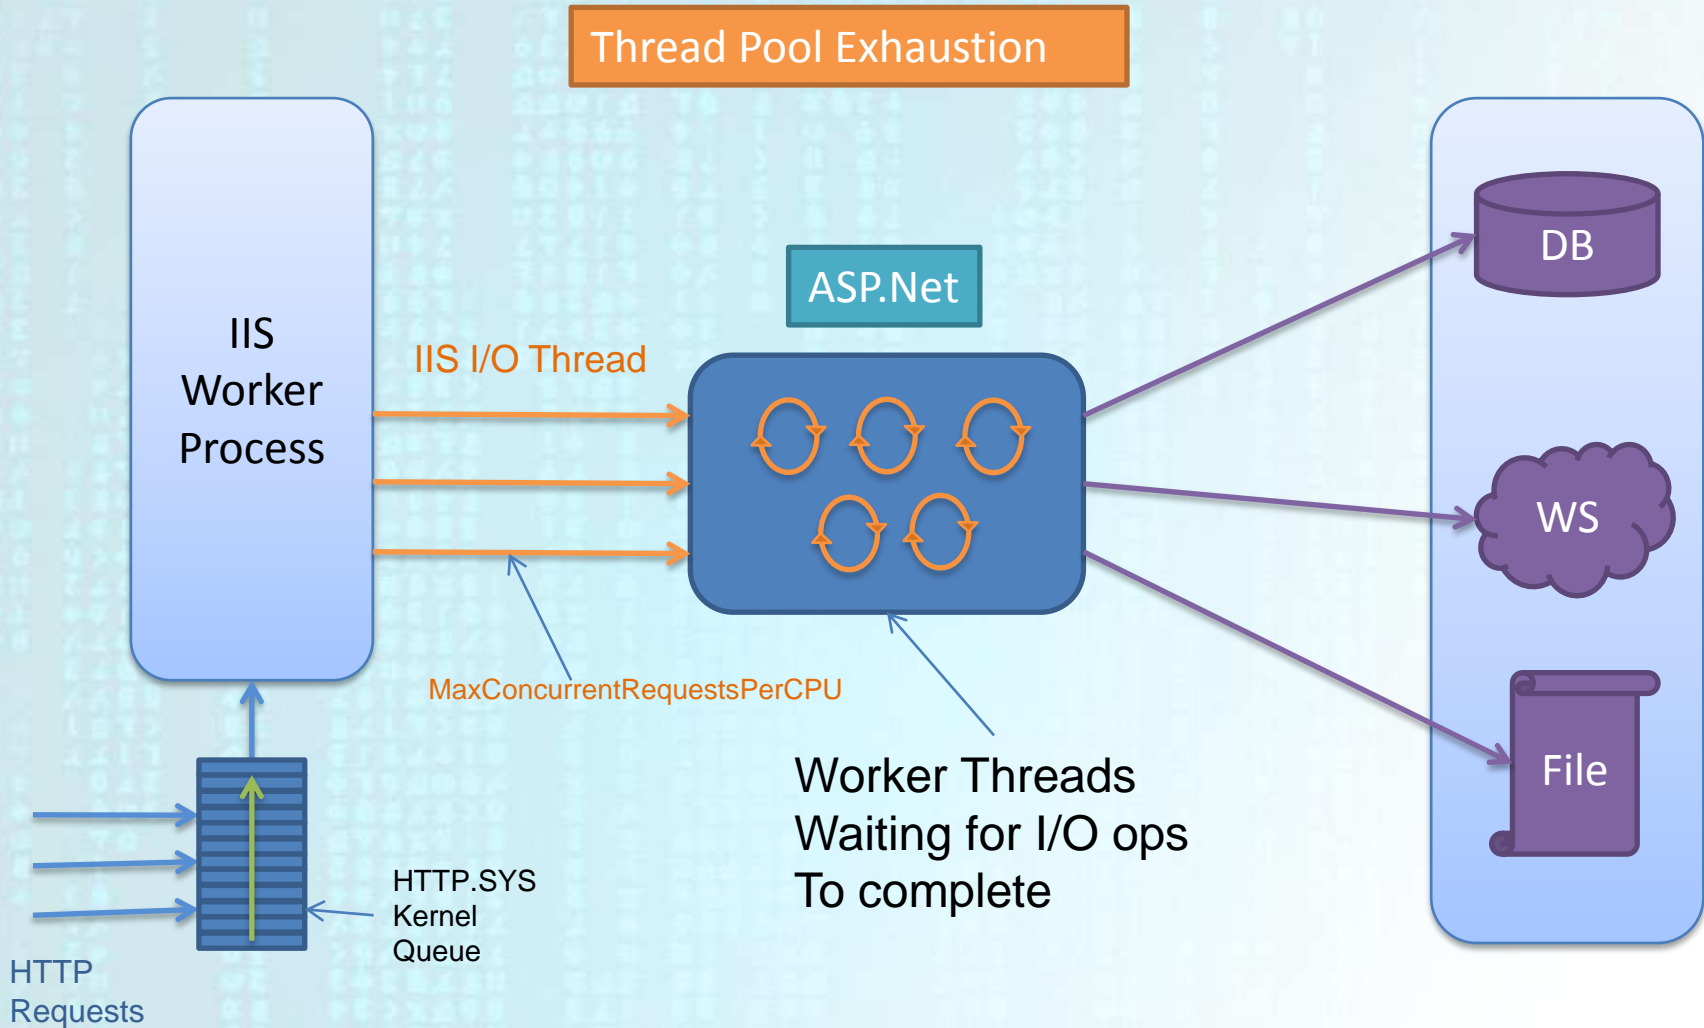 Thread Pool Exhaustion
IIS
Worker
Process
IIS I/O Thread
ASP.Net
DB
WS
File
MaxConcurrentRequestsPerCPU
Worker Threads
Waiting for I/O ops
To complete
HTTP.SYS
Kernel
Queue
HTTP
Requests